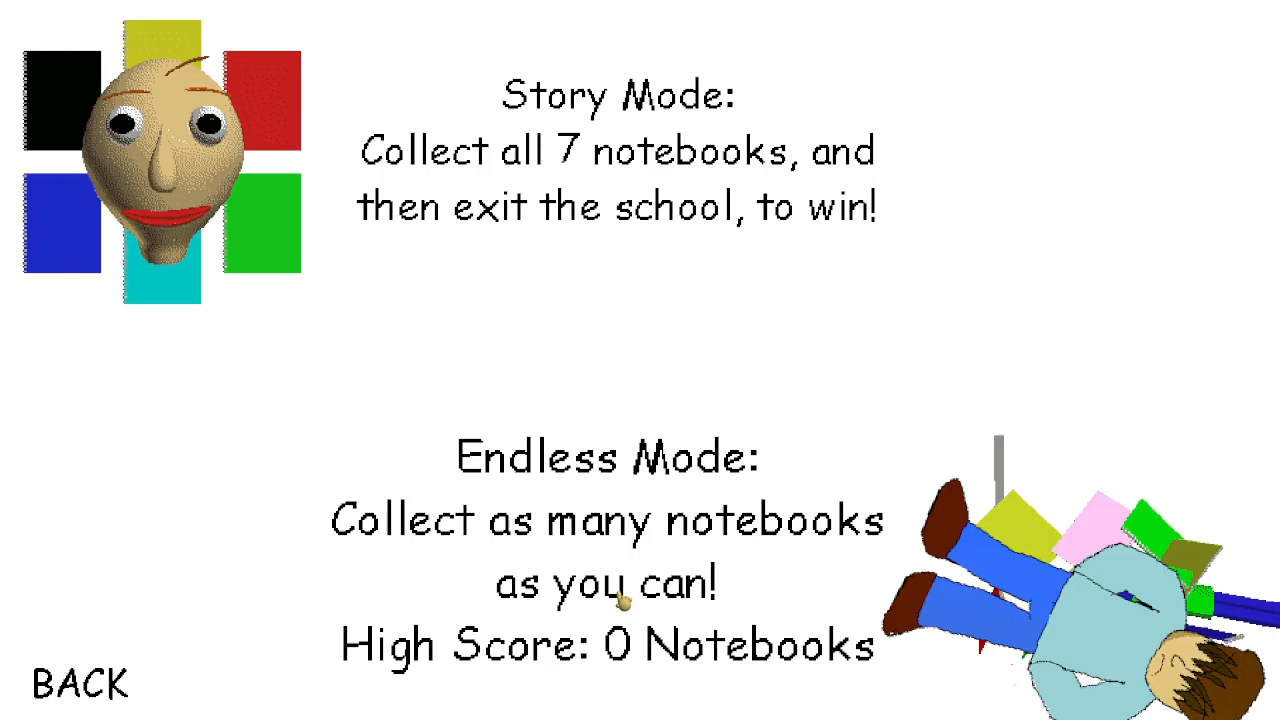 Story Mode:
Collect all 7 notebooks, and
then exit the school, to win!
Endless Mode:
Collect as many notebooks
as you can!
High Score: 0 Notebooks
BACK